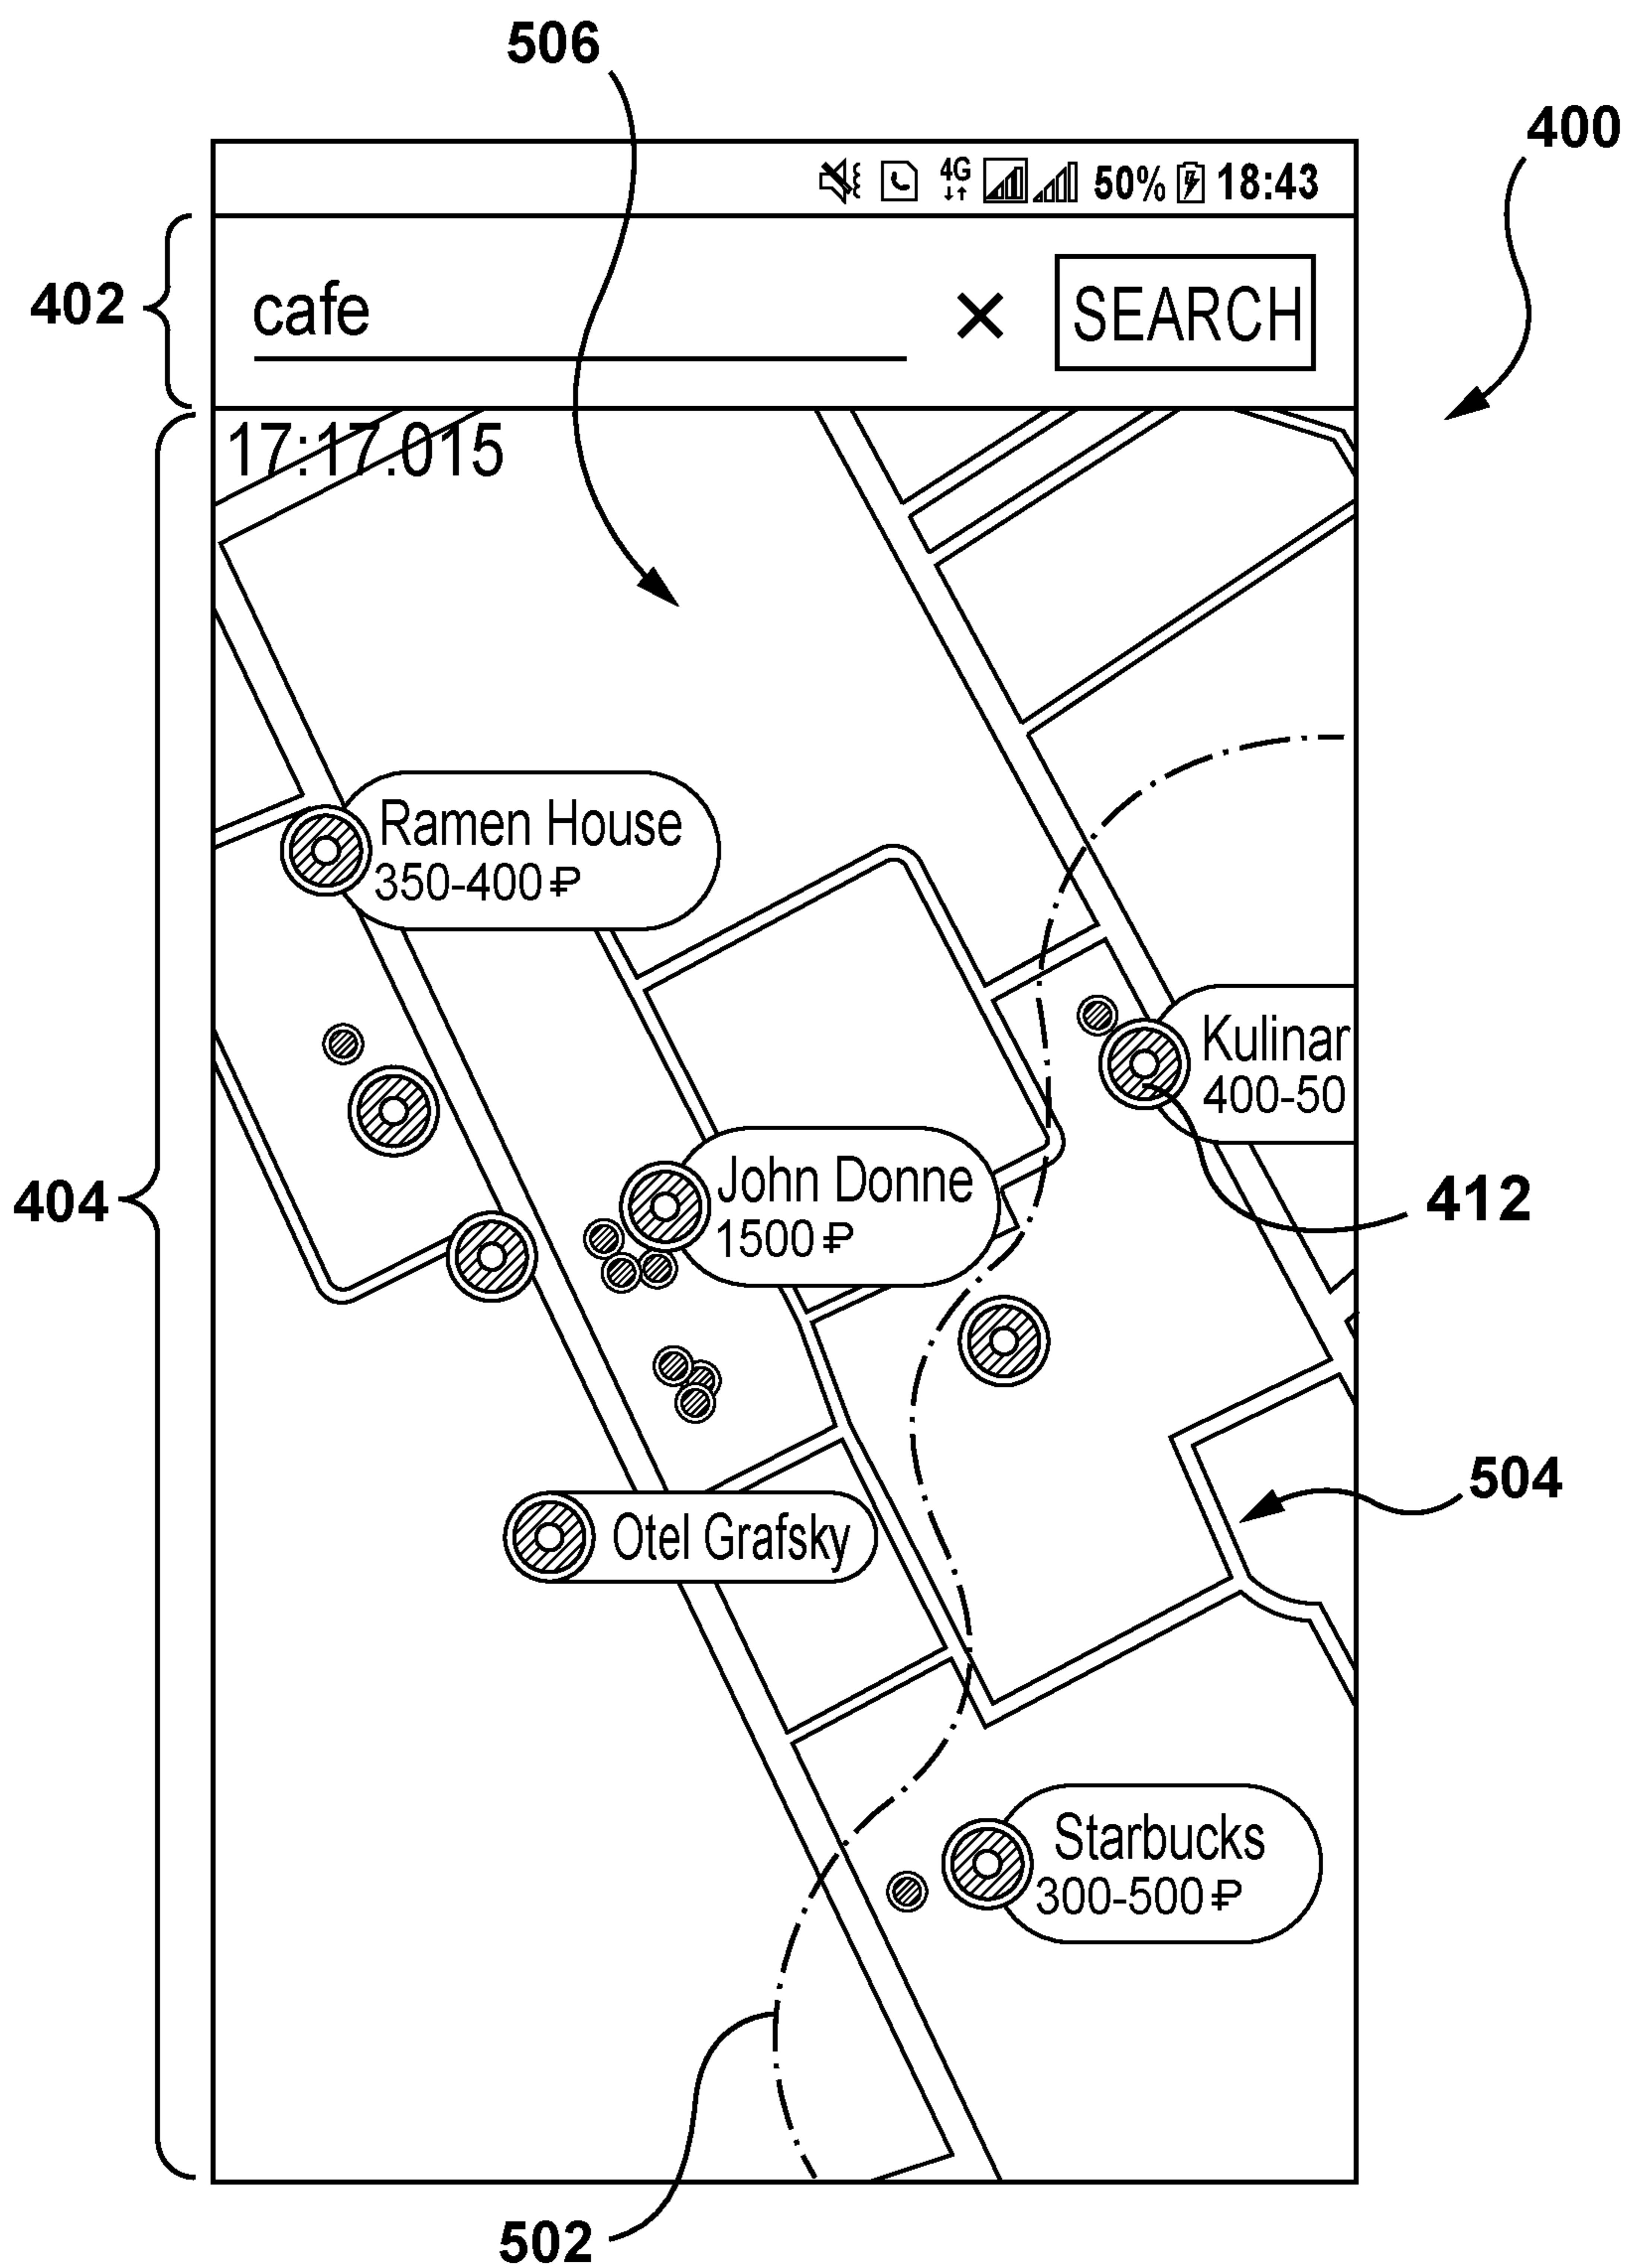 506
400
4G
50% 18:43
402
cafe
× SEARCH
17:17.015
Ramen House
350-400₽
Kulinar
400-50
404
John Donne
1500₽
412
504
Otel Grafsky
Starbucks
300-500₽
502